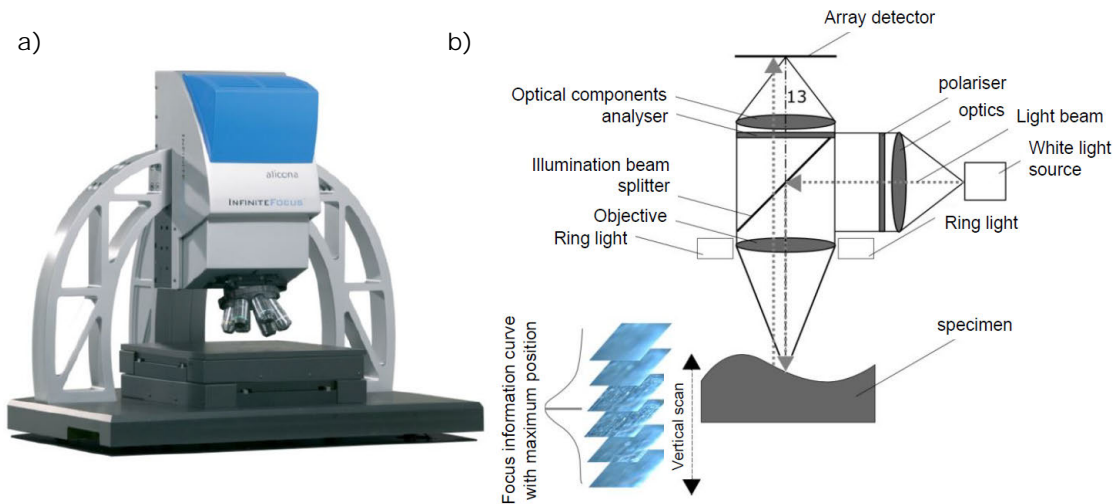 a)
alicona
INFINITEFOCUS
b)
Array detector
13
Optical components
analyser
polariser
optics
Light beam
White light
source
Illumination beam
splitter
Objective
Ring light
Ring light
specimen
Focus information curve
with maximum position
Vertical scan